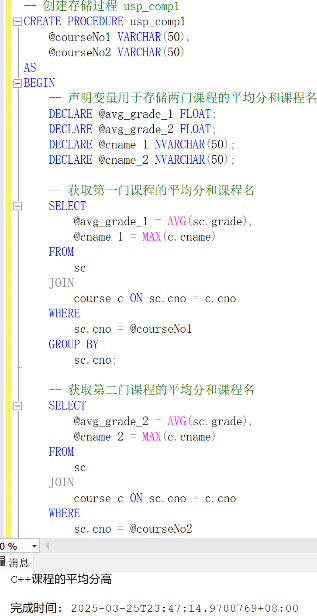 -- 创建存储过程 usp_comp1
CREATE PROCEDURE usp_comp1
@courseNo1 VARCHAR(50),
@courseNo2 VARCHAR(50)
AS
BEGIN
-- 声明变量用于存储两门课程的平均分和课程名
DECLARE @avg_grade_1 FLOAT;
DECLARE @avg_grade_2 FLOAT;
DECLARE @cname_1 NVARCHAR(50);
DECLARE @cname_2 NVARCHAR(50);
-- 获取第一门课程的平均分和课程名
SELECT
@avg_grade_1 = AVG(sc.grade),
@cname_1 = MAX(c.cname)
FROM
sc
JOIN
course c ON sc.cno = c.cno
WHERE
sc.cno = @courseNo1
GROUP BY
sc.cno;
-- 获取第二门课程的平均分和课程名
SELECT
@avg_grade_2 = AVG(sc.grade),
@cname_2 = MAX(c.cname)
FROM
sc
JOIN
course c ON sc.cno = c.cno
WHERE
sc.cno = @courseNo2
0 %
消息
C++课程的平均分高
完成时间: 2025-03-25T23:47:14.9788769+08:00